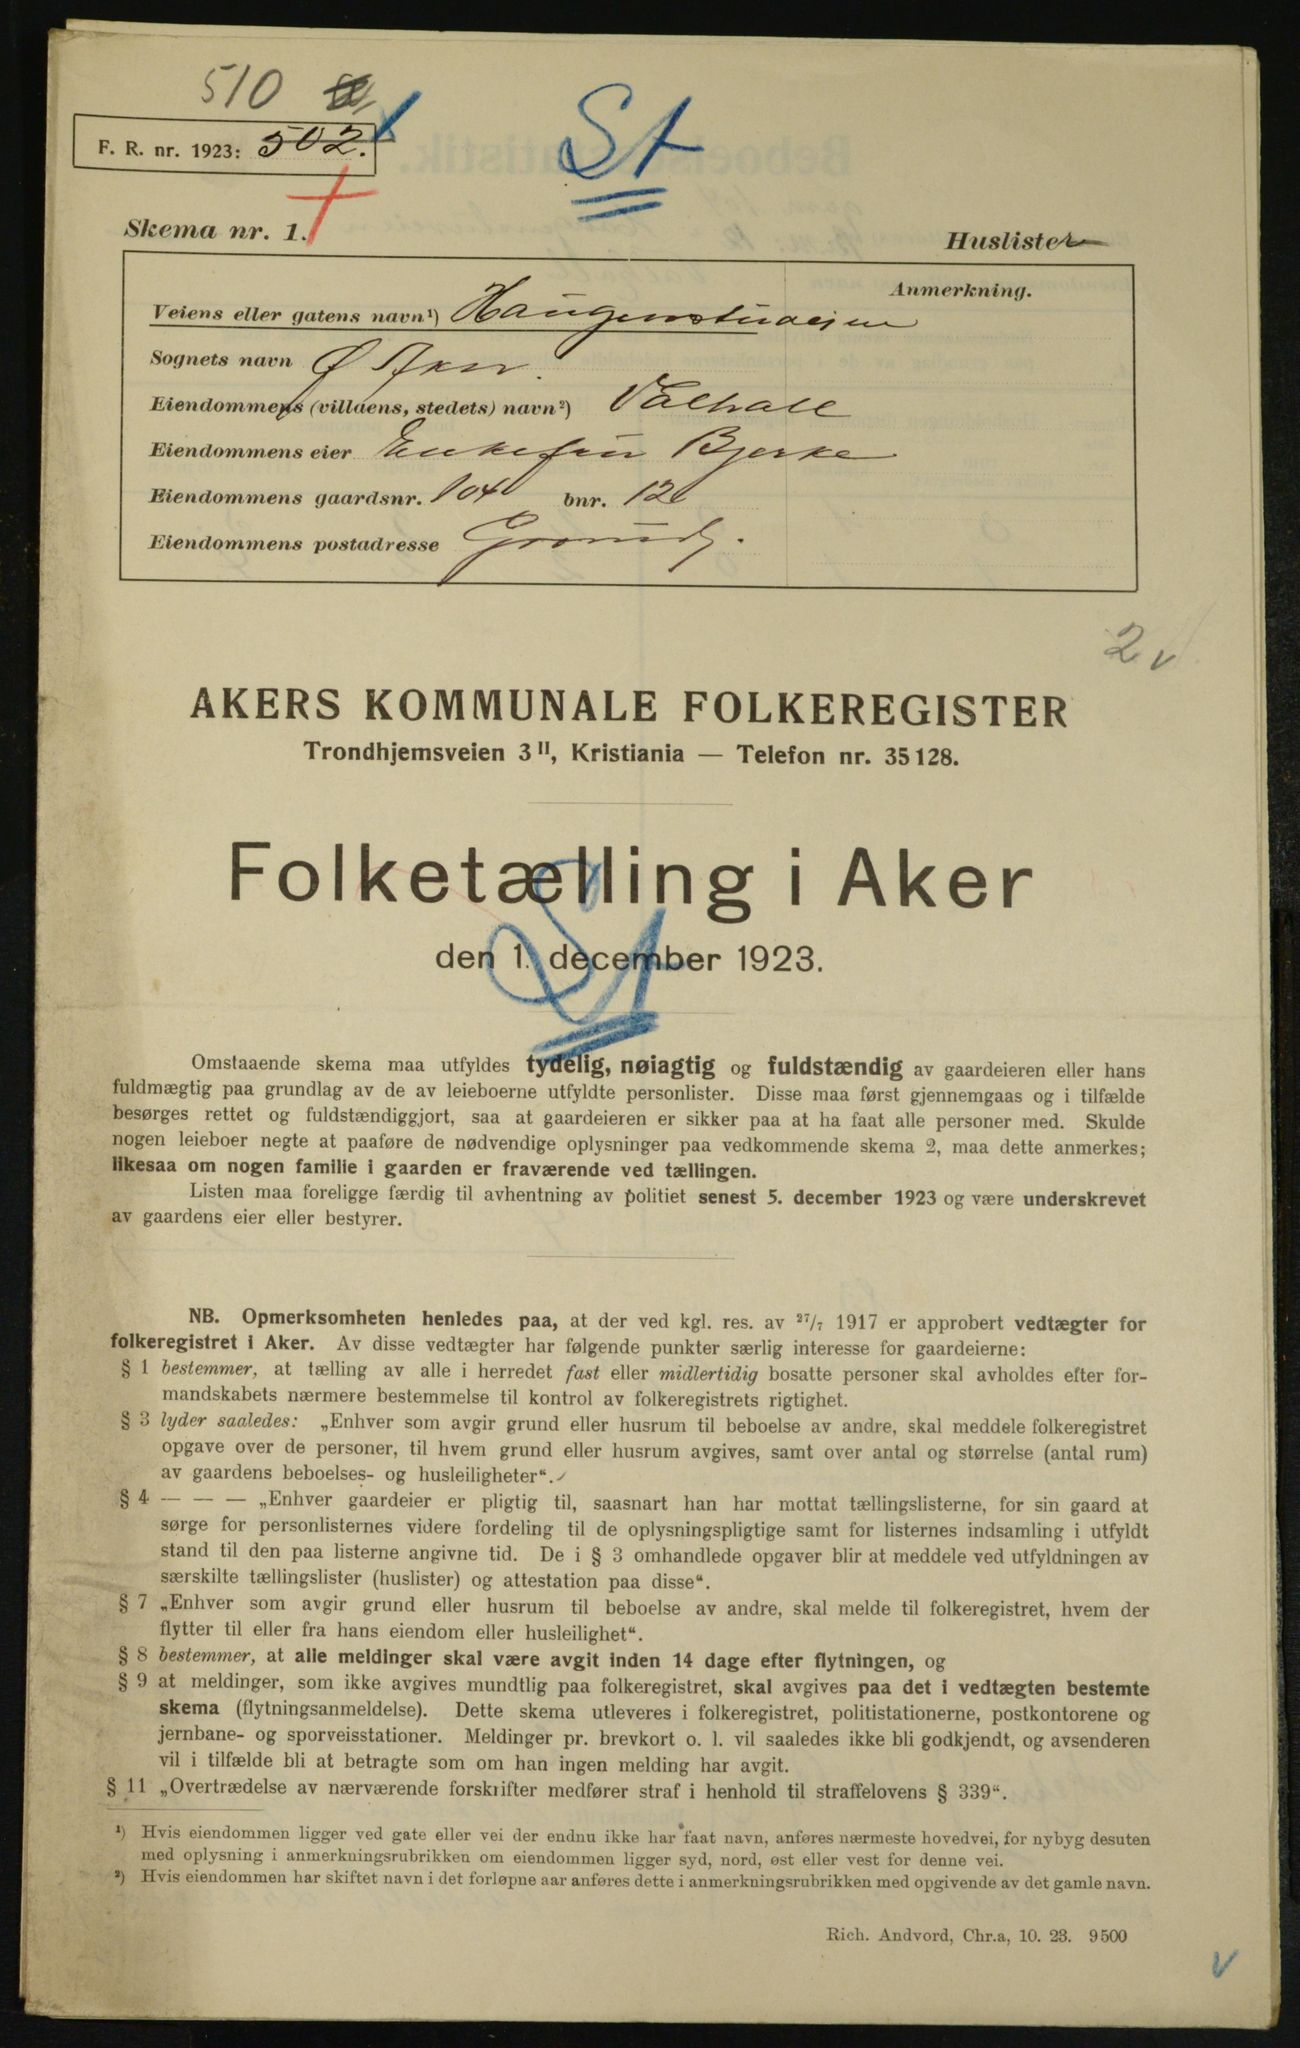 510
F. R. nr. 1923: 502.
St
Skema nr. 1.
Huslister
Anmerkning.
Veiens eller gatens navn¹) Haugenstuveien
Sognets navn Ø Aker.
Eiendommens (villaens, stedets) navn²) Valhall
Eiendommens eier Enkefru Bjerke
Eiendommens gaardsnr. 104 bnr. 12
Eiendommens postadresse Grorud
2 v
AKERS KOMMUNALE FOLKEREGISTER
Trondhjemsveien 3 II, Kristiania — Telefon nr. 35128.
Folketælling i Aker
den 1. december 1923.
St
Omstaaende skema maa utfyldes tydelig, nøiagtig og fuldstændig av gaardeieren eller hans
fuldmægtig paa grundlag av de av leieboerne utfyldte personlister. Disse maa først gjennemgaas og i tilfælde
besørges rettet og fuldstændiggjort, saa at gaardeieren er sikker paa at ha faat alle personer med. Skulde
nogen leieboer negte at paaføre de nødvendige oplysninger paa vedkommende skema 2, maa dette anmerkes;
likesaa om nogen familie i gaarden er fraværende ved tællingen.
Listen maa foreligge færdig til avhentning av politiet senest 5. december 1923 og være underskrevet
av gaardens eier eller bestyrer.
NB. Opmerksomheten henledes paa, at der ved kgl. res. av 27/7 1917 er approbert vedtægter for
folkeregistret i Aker. Av disse vedtægter har følgende punkter særlig interesse for gaardeierne:
§ 1 bestemmer, at tælling av alle i herredet fast eller midlertidig bosatte personer skal avholdes efter for-
mandskabets nærmere bestemmelse til kontrol av folkeregistrets rigtighet.
§ 3 lyder saaledes: „Enhver som avgir grund eller husrum til beboelse av andre, skal meddele folkeregistret
opgave over de personer, til hvem grund eller husrum avgives, samt over antal og størrelse (antal rum)
av gaardens beboelses- og husleiligheter“.
§ 4 — — — „Enhver gaardeier er pligtig til, saasnart han har mottat tællingslisterne, for sin gaard at
sørge for personlisternes videre fordeling til de oplysningspligtige samt for listernes indsamling i utfyldt
stand til den paa listerne angivne tid. De i § 3 omhandlede opgaver blir at meddele ved utfyldningen av
særskilte tællingslister (huslister) og attestation paa disse“.
§ 7 „Enhver som avgir grund eller husrum til beboelse av andre, skal melde til folkeregistret, hvem der
flytter til eller fra hans eiendom eller husleilighet“.
§ 8 bestemmer, at alle meldinger skal være avgit inden 14 dage efter flytningen, og
§ 9 at meldinger, som ikke avgives mundtlig paa folkeregistret, skal avgives paa det i vedtægten bestemte
skema (flytningsanmeldelse). Dette skema utleveres i folkeregistret, politistationerne, postkontorene og
jernbane- og sporveisstationer. Meldinger pr. brevkort o. l. vil saaledes ikke bli godkjendt, og avsenderen
vil i tilfælde bli at betragte som om han ingen melding har avgit.
§ 11 „Overtrædelse av nærværende forskrifter medfører straf i henhold til straffelovens § 339“.
¹) Hvis eiendommen ligger ved gate eller vei der endnu ikke har faat navn, anføres nærmeste hovedvei, for nybyg desuten
med oplysning i anmerkningsrubrikken om eiendommen ligger syd, nord, øst eller vest for denne vei.
²) Hvis eiendommen har skiftet navn i det forløpne aar anføres dette i anmerkningsrubrikken med opgivende av det gamle navn.
Rich. Andvord, Chr.a, 10. 23. 9500
v